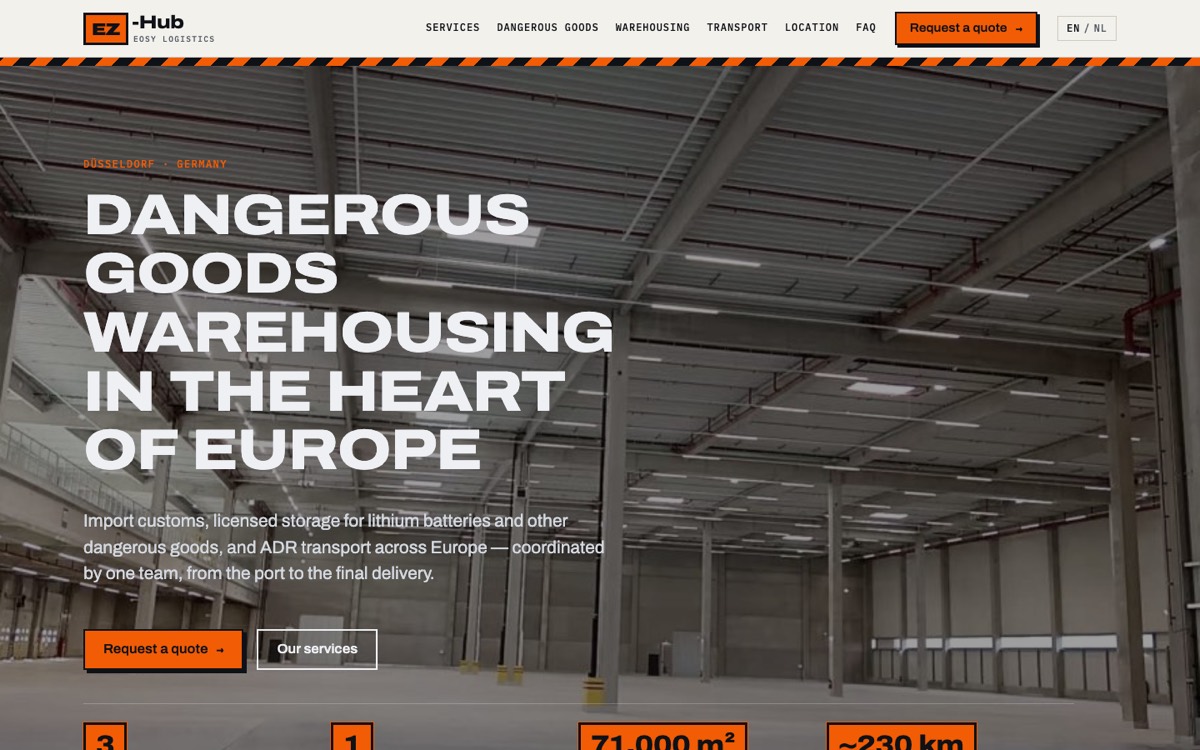 EZ -Hub
EOSY LOGISTICS
SERVICES DANGEROUS GOODS WAREHOUSING TRANSPORT LOCATION FAQ Request a quote → EN / NL
DÜSSELDORF · GERMANY
DANGEROUS
GOODS
WAREHOUSING
IN THE HEART
OF EUROPE
Import customs, licensed storage for lithium batteries and other
dangerous goods, and ADR transport across Europe — coordinated
by one team, from the port to the final delivery.
Request a quote → Our services
3 1 71,000 m² ~230 km